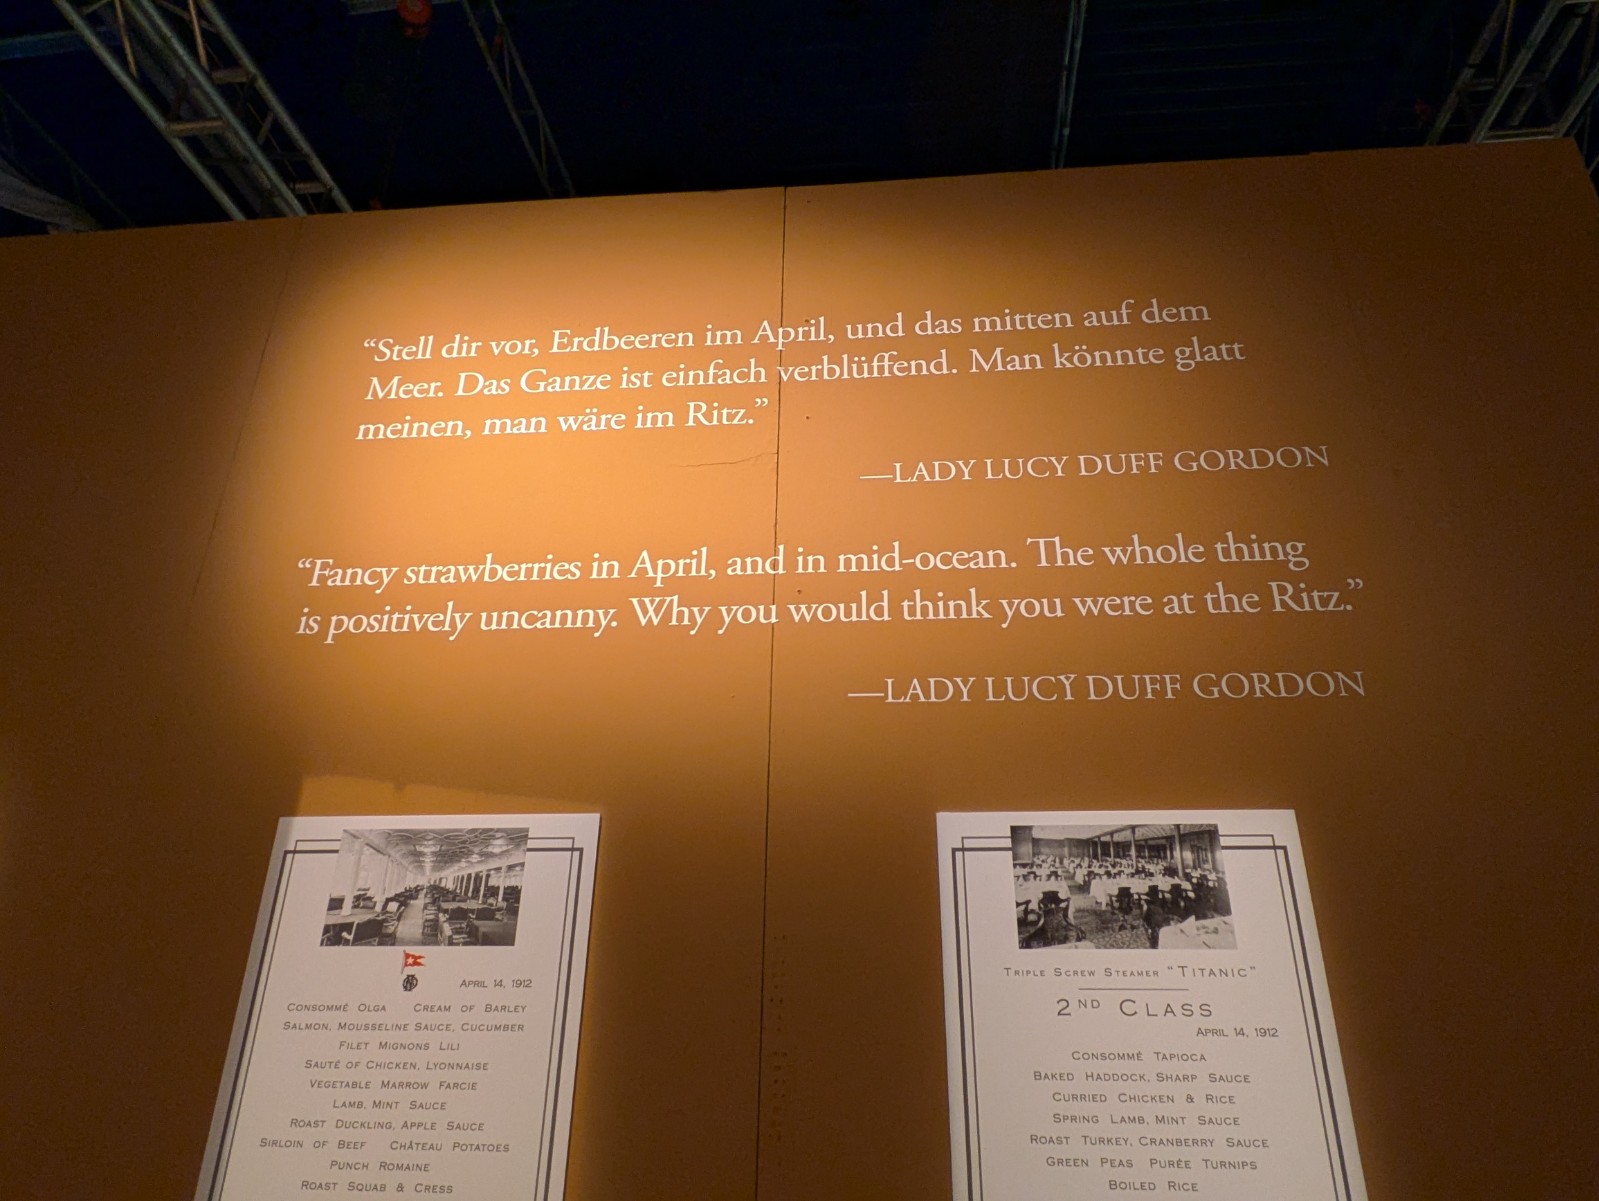 “Stell dir vor, Erdbeeren im April, und das mitten auf dem
Meer. Das Ganze ist einfach verblüffend. Man könnte glatt
meinen, man wäre im Ritz.”
—LADY LUCY DUFF GORDON
“Fancy strawberries in April, and in mid-ocean. The whole thing
is positively uncanny. Why you would think you were at the Ritz.”
—LADY LUCY DUFF GORDON
APRIL 14, 1912
CONSOMMÉ OLGA CREAM OF BARLEY
SALMON, MOUSSELINE SAUCE, CUCUMBER
FILET MIGNONS LILI
SAUTÉ OF CHICKEN, LYONNAISE
VEGETABLE MARROW FARCIE
LAMB, MINT SAUCE
ROAST DUCKLING, APPLE SAUCE
SIRLOIN OF BEEF CHÂTEAU POTATOES
PUNCH ROMAINE
ROAST SQUAB & CRESS
TRIPLE SCREW STEAMER “TITANIC”
2ND CLASS
APRIL 14, 1912
CONSOMMÉ TAPIOCA
BAKED HADDOCK, SHARP SAUCE
CURRIED CHICKEN & RICE
SPRING LAMB, MINT SAUCE
ROAST TURKEY, CRANBERRY SAUCE
GREEN PEAS PURÉE TURNIPS
BOILED RICE